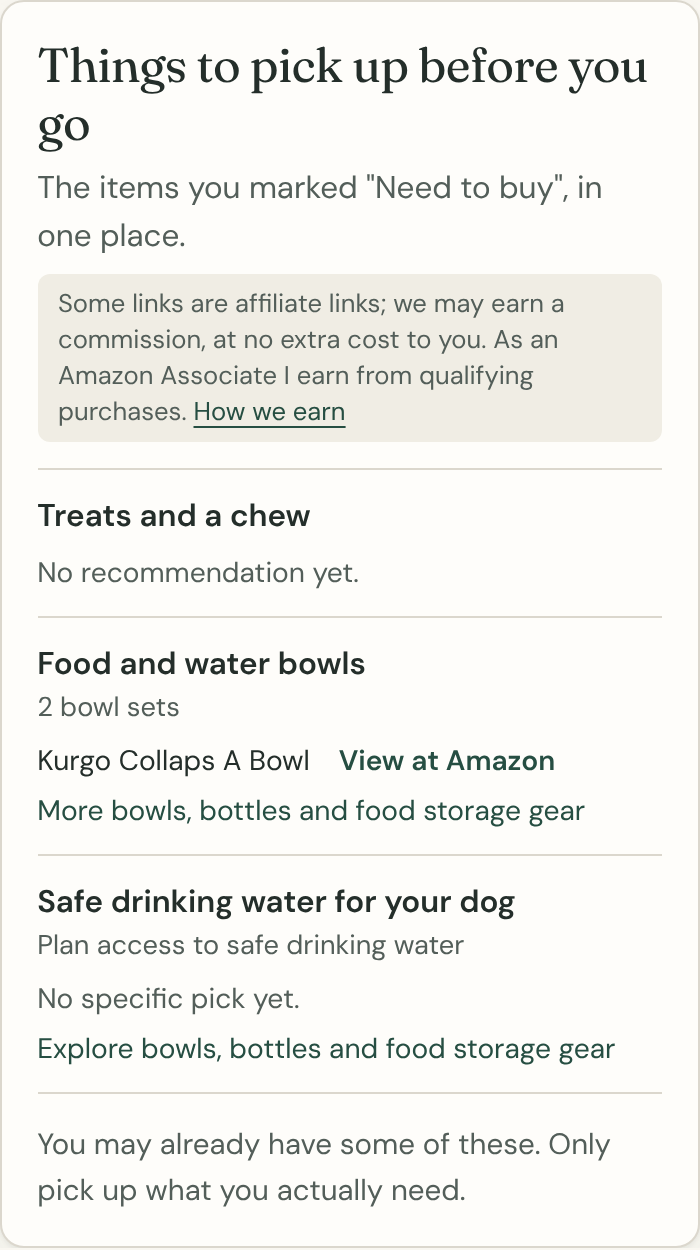 Things to pick up before you
go
The items you marked "Need to buy", in
one place.
Some links are affiliate links; we may earn a
commission, at no extra cost to you. As an
Amazon Associate I earn from qualifying
purchases. How we earn
Treats and a chew
No recommendation yet.
Food and water bowls
2 bowl sets
Kurgo Collaps A Bowl View at Amazon
More bowls, bottles and food storage gear
Safe drinking water for your dog
Plan access to safe drinking water
No specific pick yet.
Explore bowls, bottles and food storage gear
You may already have some of these. Only
pick up what you actually need.